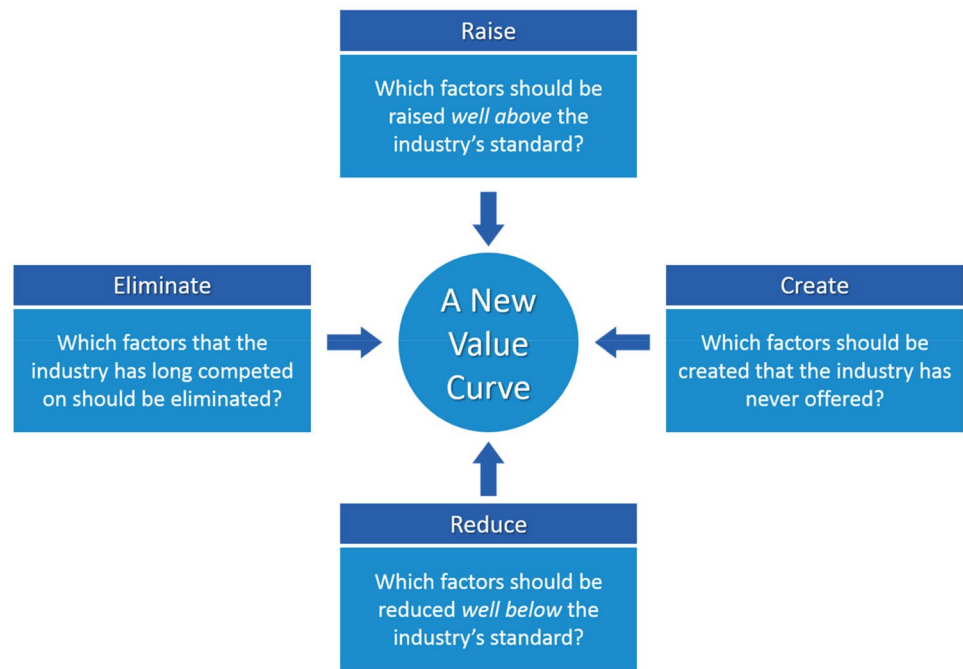 Raise
Which factors should be
raised well above the
industry’s standard?
Eliminate
Which factors that the
industry has long competed
on should be eliminated?
A New
Value
Curve
Create
Which factors should be
created that the industry has
never offered?
Reduce
Which factors should be
reduced well below the
industry’s standard?